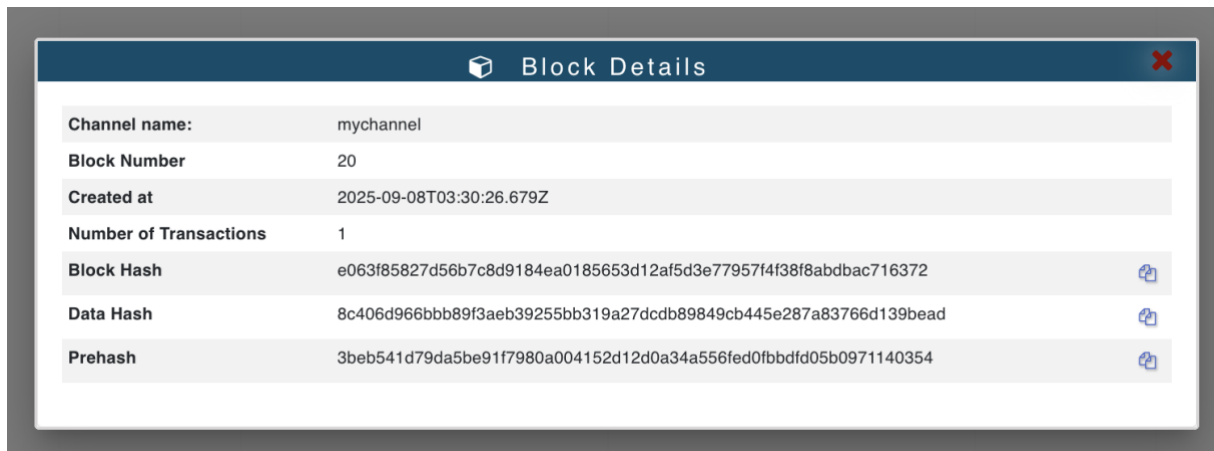 Block Details
Channel name: mychannel
Block Number 20
Created at 2025-09-08T03:30:26.679Z
Number of Transactions 1
Block Hash e063f85827d56b7c8d9184ea0185653d12af5d3e77957f4f38f8abdbac716372
Data Hash 8c406d966bbb89f3aeb39255bb319a27dcdb89849cb445e287a83766d139bead
Prehash 3beb541d79da5be91f7980a004152d12d0a34a556fed0fbbdfd05b0971140354